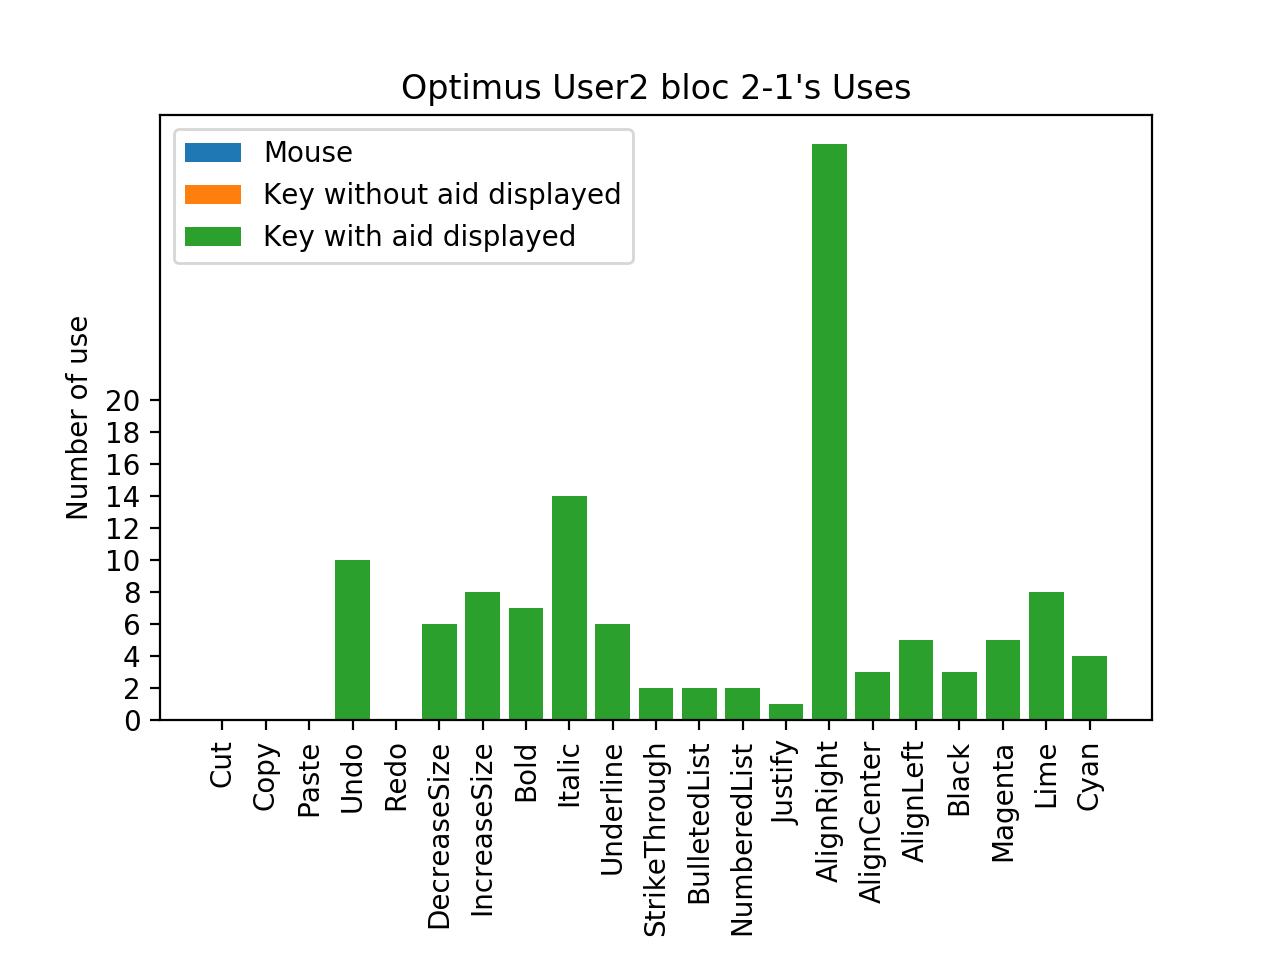 Optimus User2 bloc 2-1's Uses
Mouse
Key without aid displayed
Key with aid displayed
Number of use
20
18
16
14
12
10
8
6
4
2
0
Cut
Copy
Paste
Undo
Redo
DecreaseSize
IncreaseSize
Bold
Italic
Underline
StrikeThrough
BulletedList
NumberedList
Justify
AlignRight
AlignCenter
AlignLeft
Black
Magenta
Lime
Cyan